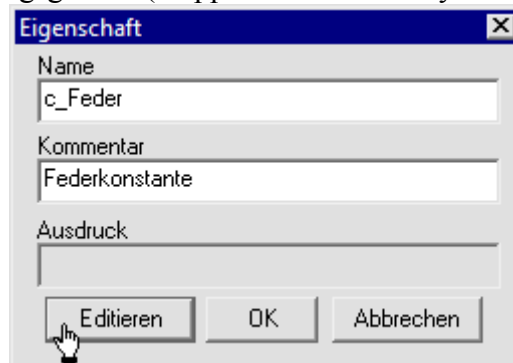 Eigenschaft
Name
c_Feder
Kommentar
Federkonstante
Ausdruck
Editieren OK Abbrechen